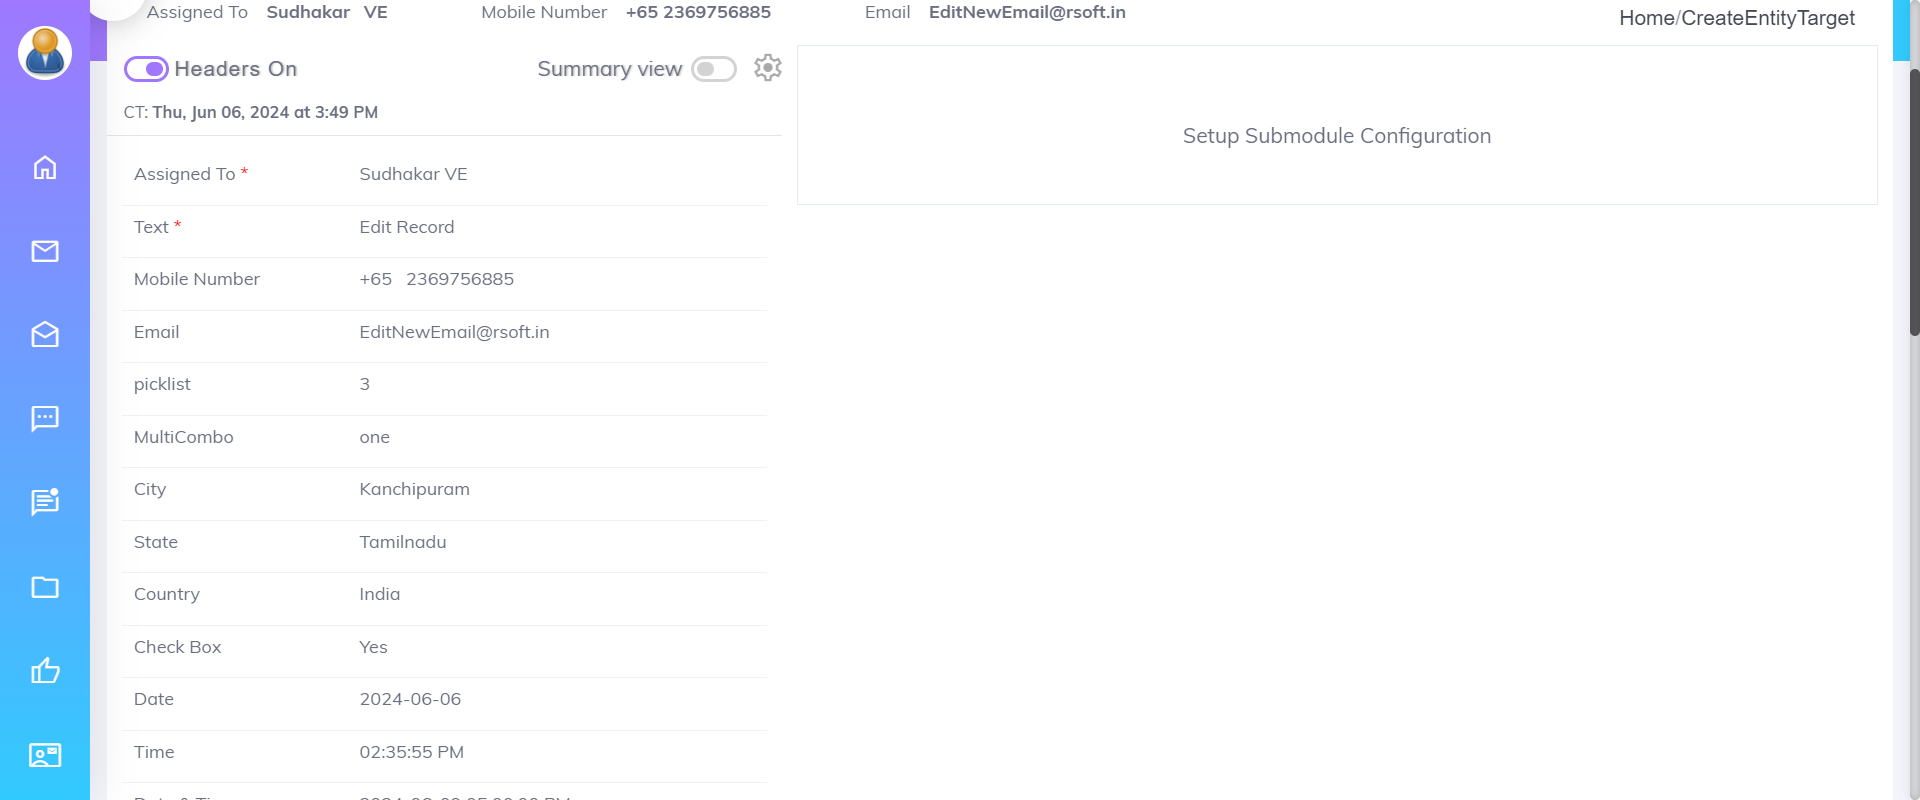 Assigned To Sudhakar VE Mobile Number +65 2369756885 Email EditNewEmail@rsoft.in Home/CreateEntityTarget
Headers On Summary view
CT: Thu, Jun 06, 2024 at 3:49 PM
Setup Submodule Configuration
Assigned To * Sudhakar VE
Text * Edit Record
Mobile Number +65 2369756885
Email EditNewEmail@rsoft.in
picklist 3
MultiCombo one
City Kanchipuram
State Tamilnadu
Country India
Check Box Yes
Date 2024-06-06
Time 02:35:55 PM